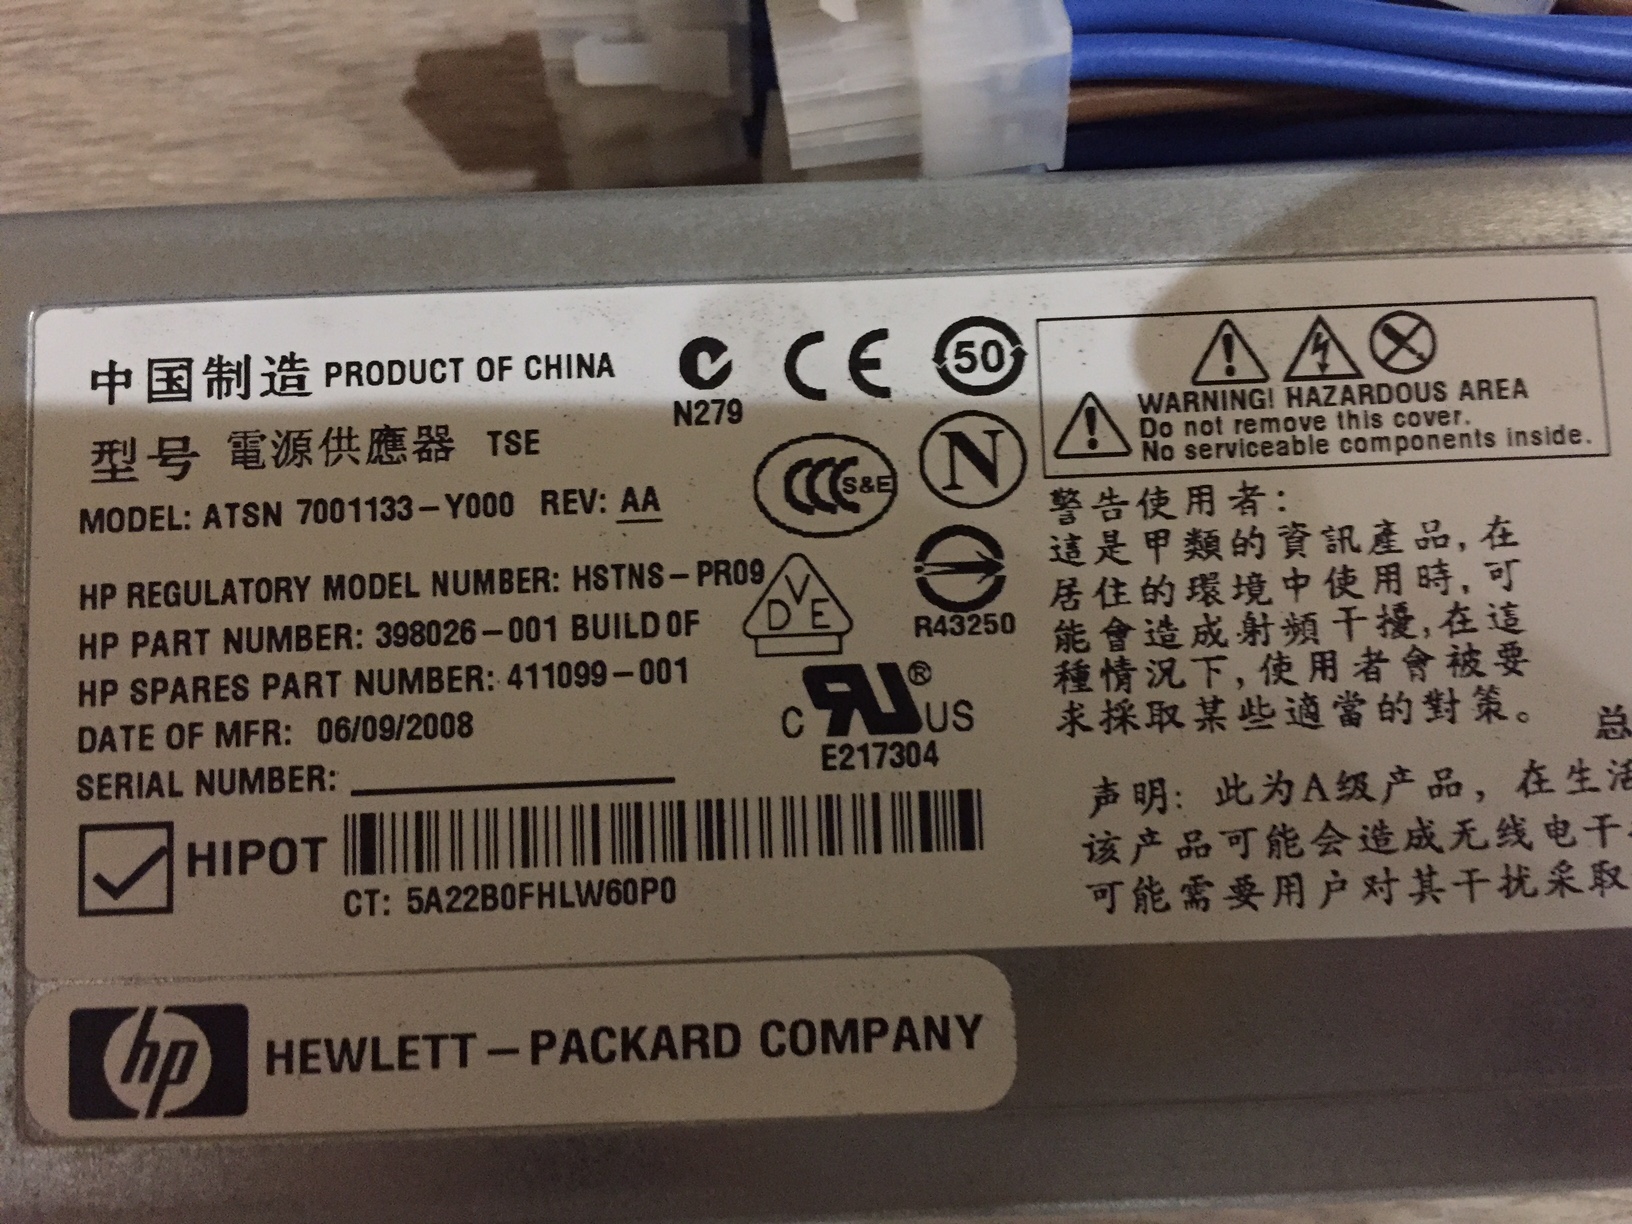 中国制造 PRODUCT OF CHINA
型号 電源供應器 TSE
MODEL: ATSN 7001133-Y000 REV: AA
HP REGULATORY MODEL NUMBER: HSTNS-PR09
HP PART NUMBER: 398026-001 BUILD OF
HP SPARES PART NUMBER: 411099-001
DATE OF MFR: 06/09/2008
SERIAL NUMBER:
HIPOT
CT: 5A22B0FHLW60P0
N279
CE
50
CCC S&E
N
VDE
R43250
C RU ® US
E217304
WARNING! HAZARDOUS AREA
Do not remove this cover.
No serviceable components inside.
警告使用者:
這是甲類的資訊產品,在
居住的環境中使用時,可
能會造成射頻干擾,在這
種情況下,使用者會被要
求採取某些適當的對策。
总
声明: 此为A级产品, 在生活
该产品可能会造成无线电干
可能需要用户对其干扰采取
hp HEWLETT-PACKARD COMPANY